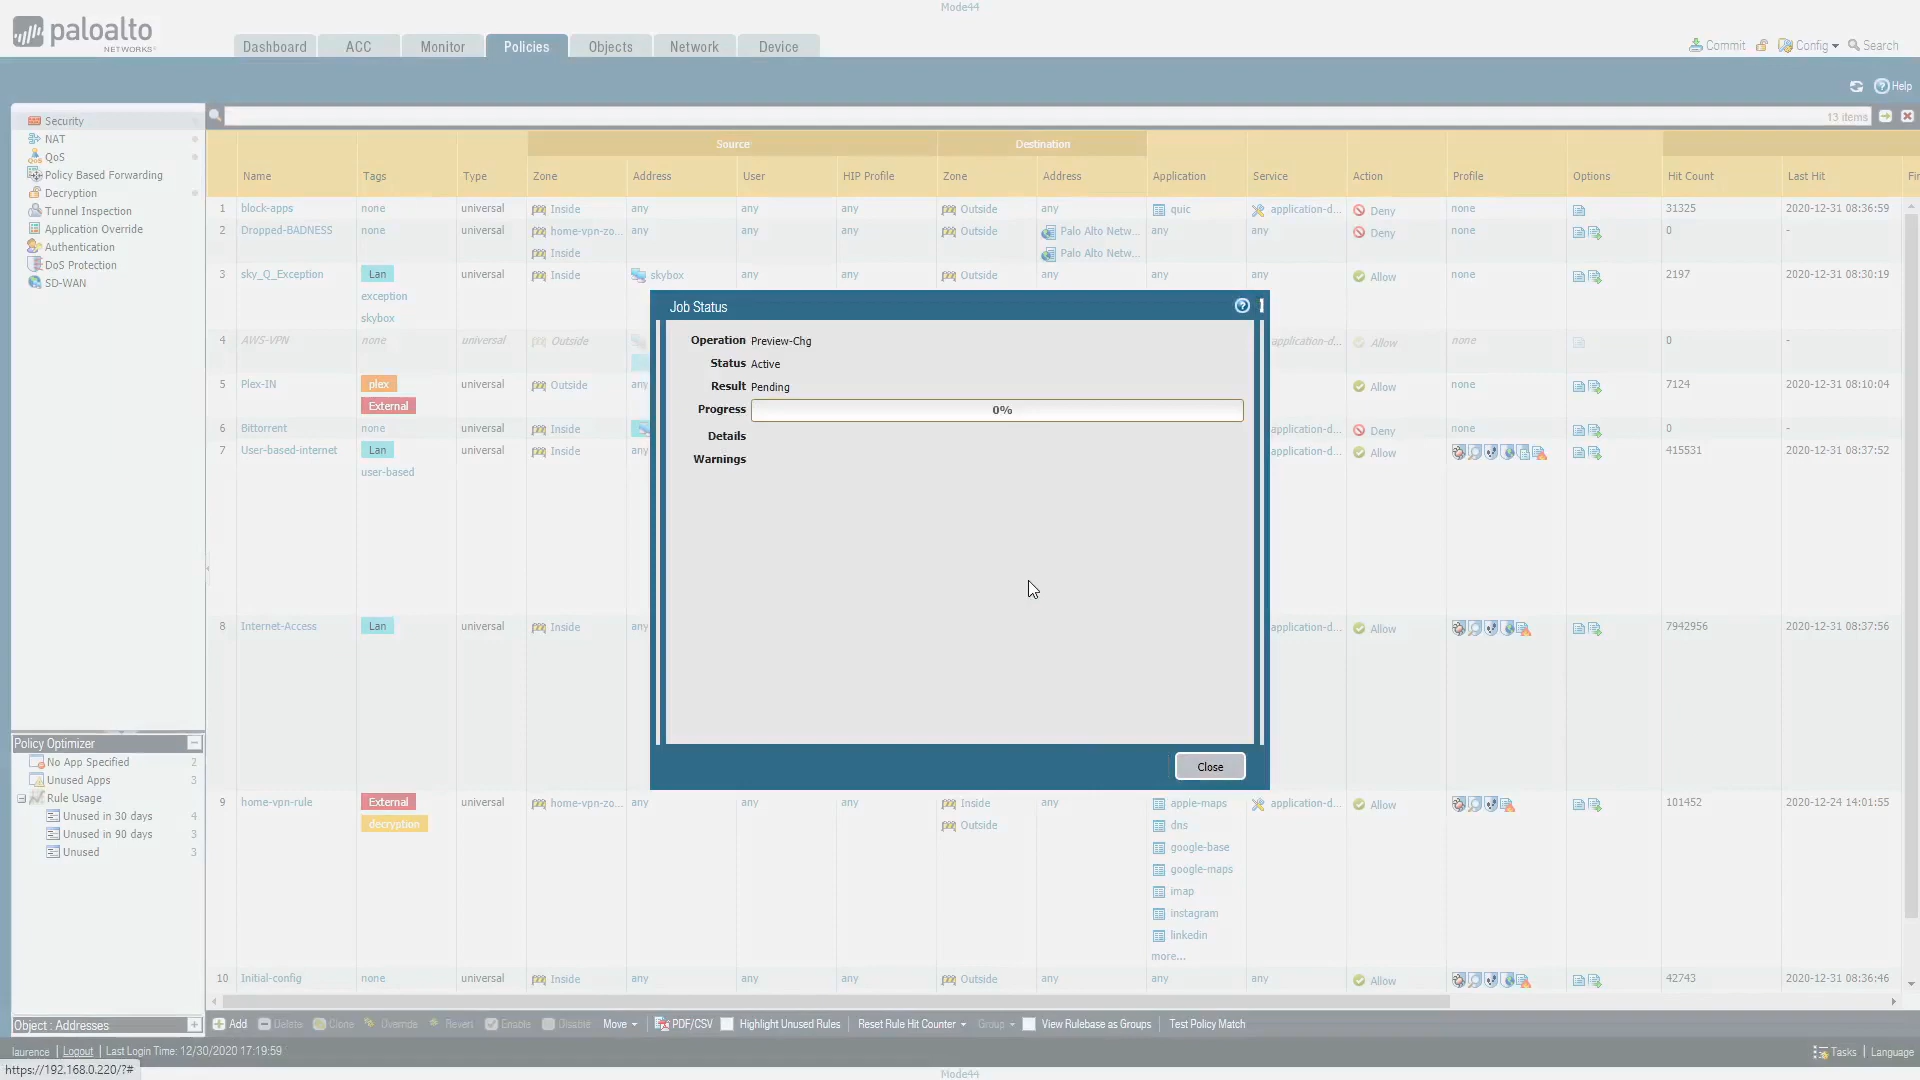 Mode44
paloalto
NETWORKS
Dashboard ACC Monitor Policies Objects Network Device
Commit Config Search
Help
Security
NAT
QoS
Policy Based Forwarding
Decryption
Tunnel Inspection
Application Override
Authentication
DoS Protection
SD-WAN
13 items
Source Destination
Name Tags Type Zone Address User HIP Profile Zone Address Application Service Action Profile Options Hit Count Last Hit
1 block-apps none universal Inside any any any Outside any quic application-d... Deny none 31325 2020-12-31 08:36:59
2 Dropped-BADNESS none universal home-vpn-zo... any any any Outside Palo Alto Netw... any any Deny none 0 -
Inside Palo Alto Netw...
3 sky_Q_Exception Lan universal Inside skybox any any Outside any any any Allow none 2197 2020-12-31 08:30:19
exception
skybox
4 AWS-VPN none universal Outside application-d... Allow none 0 -
5 Plex-IN plex universal Outside any Allow none 7124 2020-12-31 08:10:04
External
6 Bittorrent none universal Inside application-d... Deny none 0 -
7 User-based-internet Lan universal Inside any application-d... Allow 415531 2020-12-31 08:37:52
user-based
8 Internet-Access Lan universal Inside any application-d... Allow 7942956 2020-12-31 08:37:56
9 home-vpn-rule External universal home-vpn-zo... any any any Inside any apple-maps application-d... Allow 101452 2020-12-24 14:01:55
decryption Outside dns
google-base
google-maps
imap
instagram
linkedin
more...
10 Initial-config none universal Inside any any any Outside any any any Allow 42743 2020-12-31 08:36:46
Job Status
Operation Preview-Chg
Status Active
Result Pending
Progress 0%
Details
Warnings
Close
Policy Optimizer
No App Specified 2
Unused Apps 3
Rule Usage
Unused in 30 days 4
Unused in 90 days 3
Unused 3
Object : Addresses
Add Delete Clone Override Revert Enable Disable Move PDF/CSV Highlight Unused Rules Reset Rule Hit Counter Group View Rulebase as Groups Test Policy Match
laurence | Logout | Last Login Time: 12/30/2020 17:19:59
Tasks | Language
https://192.168.0.220/?#
Mode44